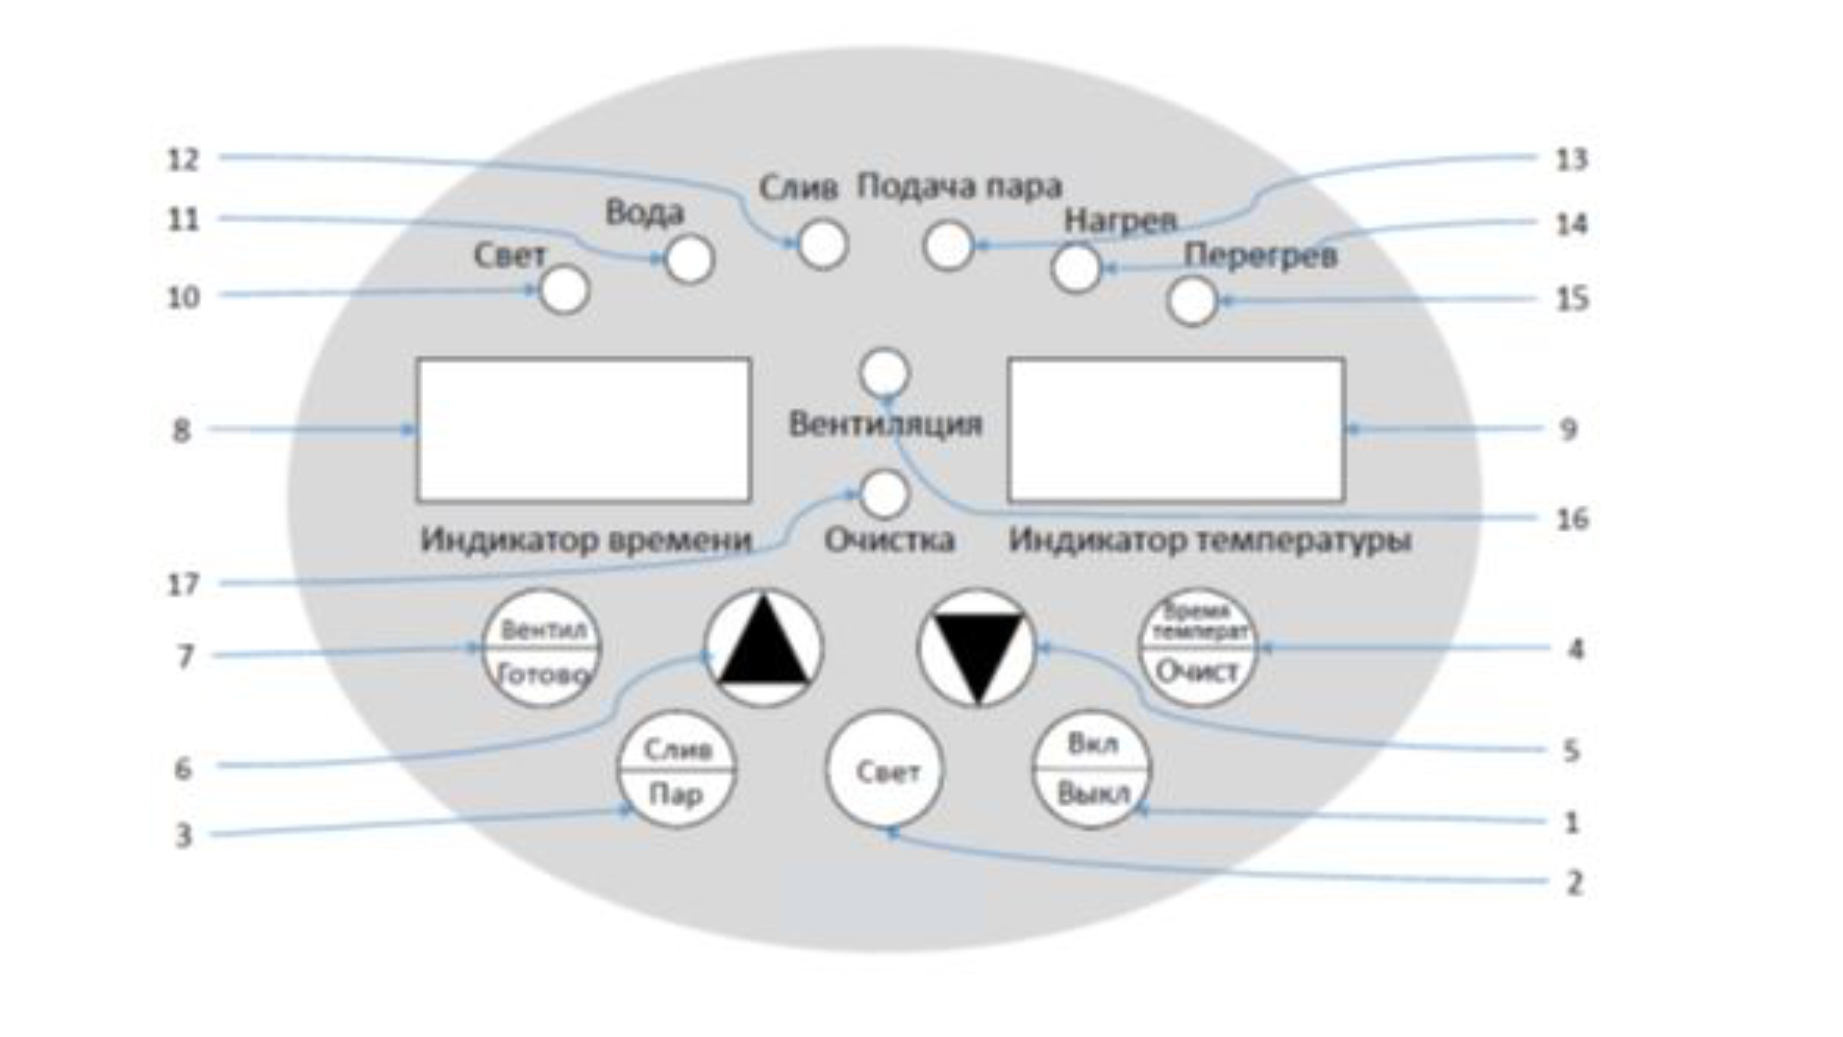 12
13
Слив Подача пара
11
Вода
Нагрев
14
Свет
Перегрев
10
15
8
Вентиляция
9
16
Индикатор времени
Очистка
Индикатор температуры
17
7
Вентил
Готово
Время
температ
Очист
4
6
Слив
Пар
Свет
Вкл
Выкл
5
3
1
2